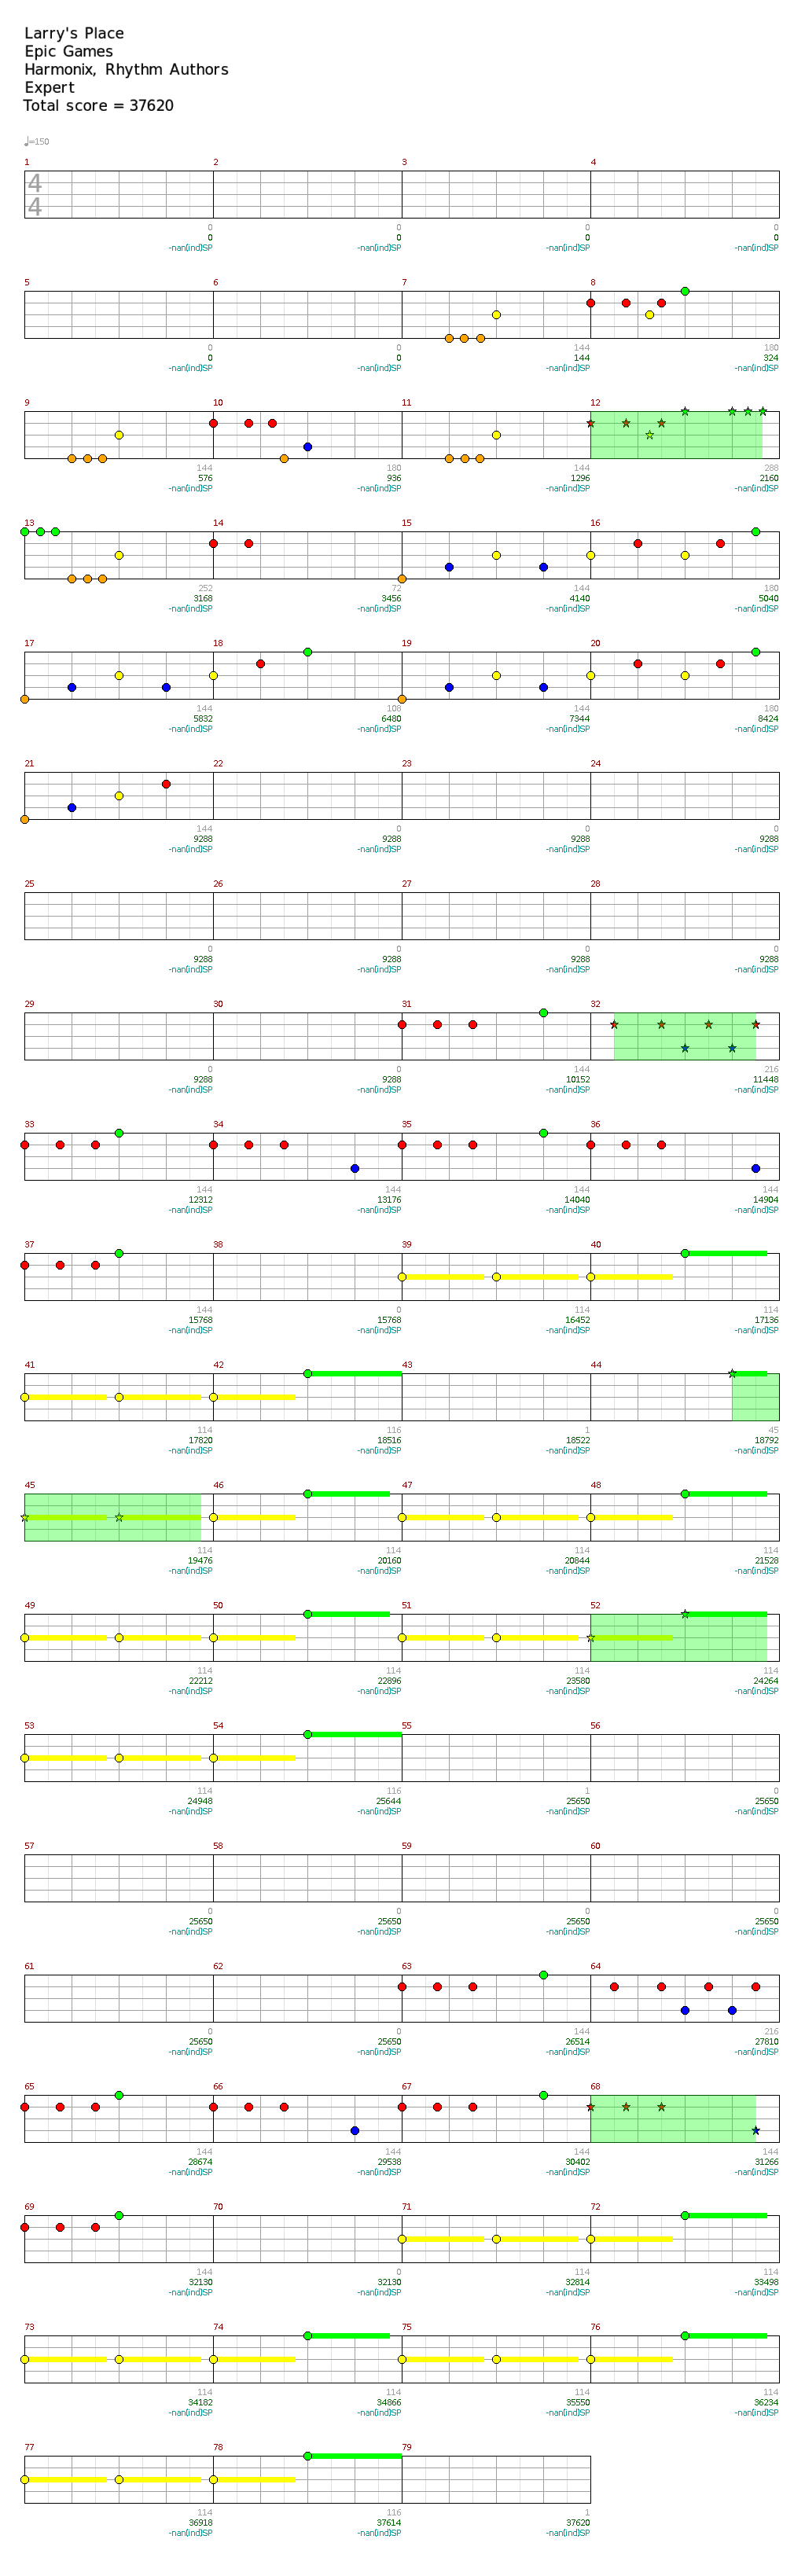 Larry's Place
Epic Games
Harmonix, Rhythm Authors
Expert
Total score = 37620
♩=150
1 2 3 4
4
4
0 0 0 0
0 0 0 0
-nan(ind)SP -nan(ind)SP -nan(ind)SP -nan(ind)SP
5 6 7 8
0 0 144 180
0 0 144 324
-nan(ind)SP -nan(ind)SP -nan(ind)SP -nan(ind)SP
9 10 11 12
144 180 144 288
576 936 1296 2160
-nan(ind)SP -nan(ind)SP -nan(ind)SP -nan(ind)SP
13 14 15 16
252 72 144 180
3168 3456 4140 5040
-nan(ind)SP -nan(ind)SP -nan(ind)SP -nan(ind)SP
17 18 19 20
144 108 144 180
5832 6480 7344 8424
-nan(ind)SP -nan(ind)SP -nan(ind)SP -nan(ind)SP
21 22 23 24
144 0 0 0
9288 9288 9288 9288
-nan(ind)SP -nan(ind)SP -nan(ind)SP -nan(ind)SP
25 26 27 28
0 0 0 0
9288 9288 9288 9288
-nan(ind)SP -nan(ind)SP -nan(ind)SP -nan(ind)SP
29 30 31 32
0 0 144 216
9288 9288 10152 11448
-nan(ind)SP -nan(ind)SP -nan(ind)SP -nan(ind)SP
33 34 35 36
144 144 144 144
12312 13176 14040 14904
-nan(ind)SP -nan(ind)SP -nan(ind)SP -nan(ind)SP
37 38 39 40
144 0 114 114
15768 15768 16452 17136
-nan(ind)SP -nan(ind)SP -nan(ind)SP -nan(ind)SP
41 42 43 44
114 116 1 45
17820 18516 18522 18792
-nan(ind)SP -nan(ind)SP -nan(ind)SP -nan(ind)SP
45 46 47 48
114 114 114 114
19476 20160 20844 21528
-nan(ind)SP -nan(ind)SP -nan(ind)SP -nan(ind)SP
49 50 51 52
114 114 114 114
22212 22896 23580 24264
-nan(ind)SP -nan(ind)SP -nan(ind)SP -nan(ind)SP
53 54 55 56
114 116 1 0
24948 25644 25650 25650
-nan(ind)SP -nan(ind)SP -nan(ind)SP -nan(ind)SP
57 58 59 60
0 0 0 0
25650 25650 25650 25650
-nan(ind)SP -nan(ind)SP -nan(ind)SP -nan(ind)SP
61 62 63 64
0 0 144 216
25650 25650 26514 27810
-nan(ind)SP -nan(ind)SP -nan(ind)SP -nan(ind)SP
65 66 67 68
144 144 144 144
28674 29538 30402 31266
-nan(ind)SP -nan(ind)SP -nan(ind)SP -nan(ind)SP
69 70 71 72
144 0 114 114
32130 32130 32814 33498
-nan(ind)SP -nan(ind)SP -nan(ind)SP -nan(ind)SP
73 74 75 76
114 114 114 114
34182 34866 35550 36234
-nan(ind)SP -nan(ind)SP -nan(ind)SP -nan(ind)SP
77 78 79
114 116 1
36918 37614 37620
-nan(ind)SP -nan(ind)SP -nan(ind)SP